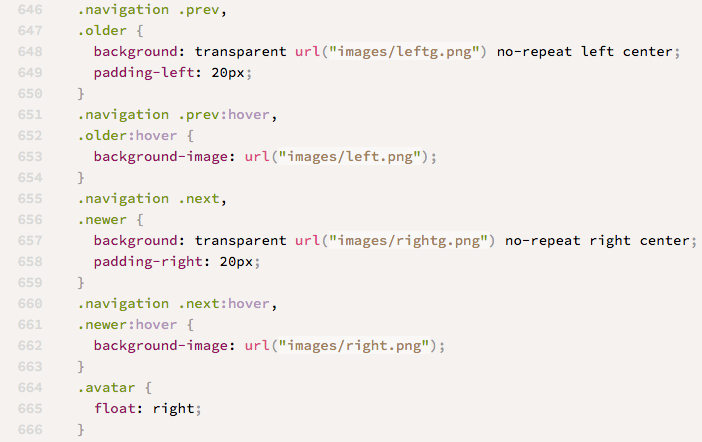 646 .navigation .prev,
647 .older {
648 background: transparent url("images/leftg.png") no-repeat left center;
649 padding-left: 20px;
650 }
651 .navigation .prev:hover,
652 .older:hover {
653 background-image: url("images/left.png");
654 }
655 .navigation .next,
656 .newer {
657 background: transparent url("images/rightg.png") no-repeat right center;
658 padding-right: 20px;
659 }
660 .navigation .next:hover,
661 .newer:hover {
662 background-image: url("images/right.png");
663 }
664 .avatar {
665 float: right;
666 }